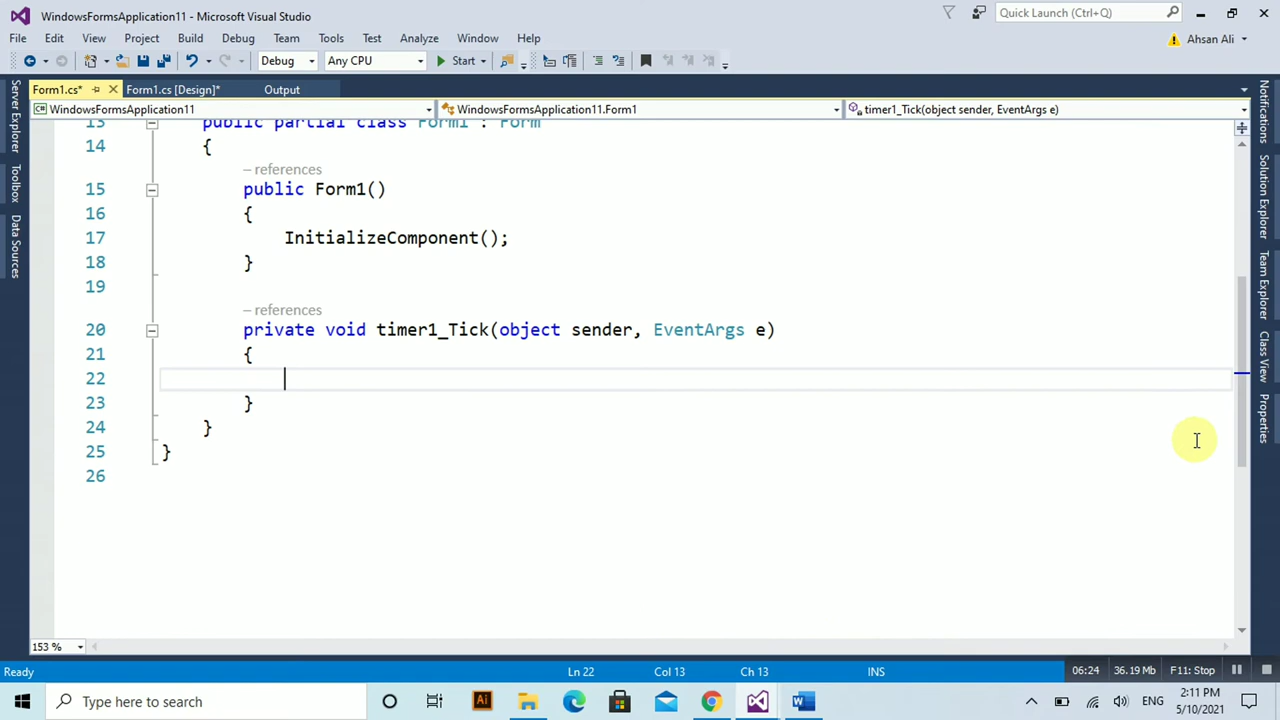 WindowsFormsApplication11 - Microsoft Visual Studio
Quick Launch (Ctrl+Q)
File Edit View Project Build Debug Team Tools Test Analyze Window Help
Ahsan Ali
Debug Any CPU Start
Form1.cs* Form1.cs [Design]* Output
WindowsFormsApplication11 WindowsFormsApplication11.Form1 timer1_Tick(object sender, EventArgs e)
Server Explorer
Toolbox
Data Sources
13 public partial class Form1 : Form
14 {
– references
15 public Form1()
16 {
17 InitializeComponent();
18 }
19
– references
20 private void timer1_Tick(object sender, EventArgs e)
21 {
22
23 }
24 }
25 }
26
Notifications
Solution Explorer
Team Explorer
Class View
Properties
153 %
Ready Ln 22 Col 13 Ch 13 INS 06:24 36.19 Mb F11: Stop
Type here to search
Ai
W
ENG
2:11 PM
5/10/2021